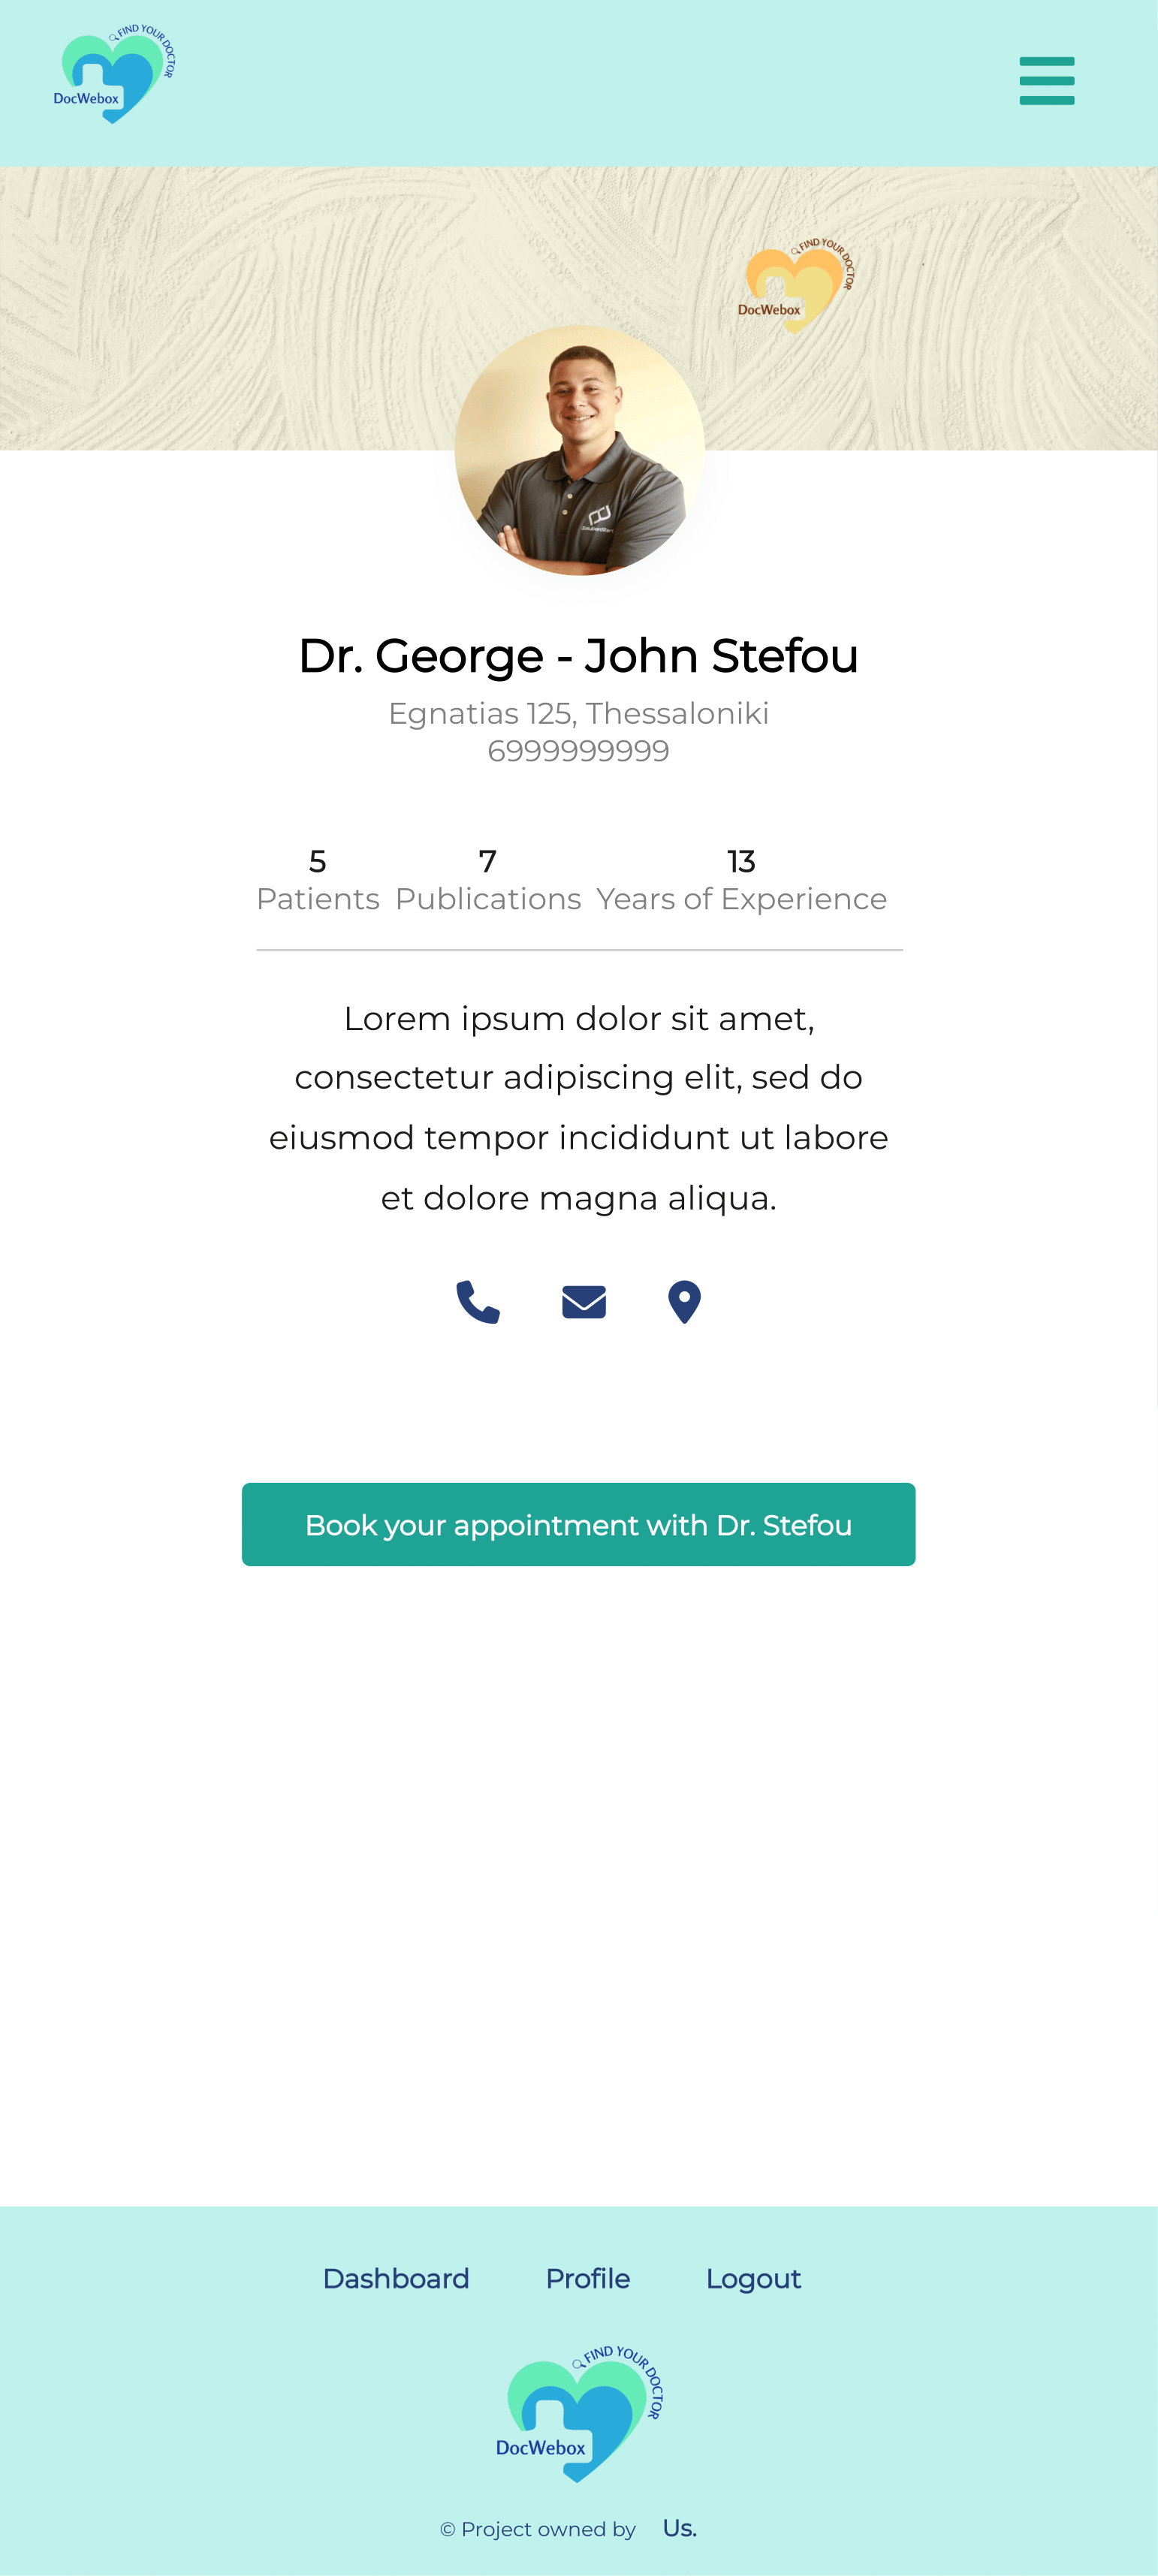 FIND YOUR DOCTOR
DocWebox
FIND YOUR DOCTOR
DocWebox
Dr. George - John Stefou
Egnatias 125, Thessaloniki
6999999999
5 7 13
Patients Publications Years of Experience
Lorem ipsum dolor sit amet,
consectetur adipiscing elit, sed do
eiusmod tempor incididunt ut labore
et dolore magna aliqua.
Book your appointment with Dr. Stefou
Dashboard Profile Logout
FIND YOUR DOCTOR
DocWebox
© Project owned by Us.